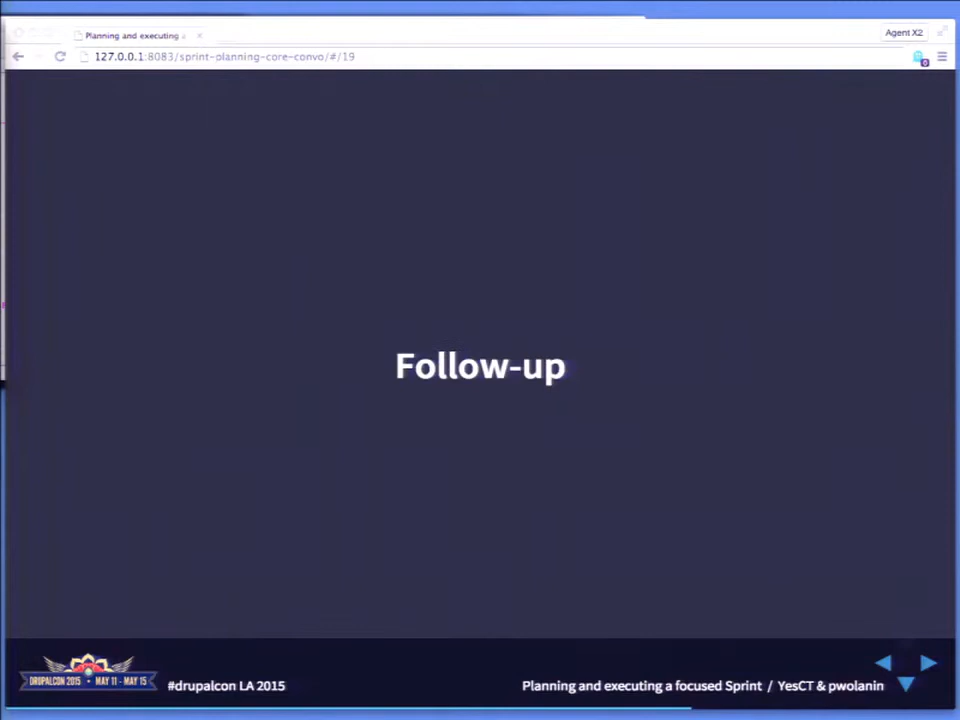 Planning and executing a
Agent X2
127.0.0.1:8083/sprint-planning-core-convo/#/19
Follow-up
DRUPALCON 2015 • MAY 11 - MAY 15
#drupalcon LA 2015
Planning and executing a focused Sprint / YesCT & pwolanin